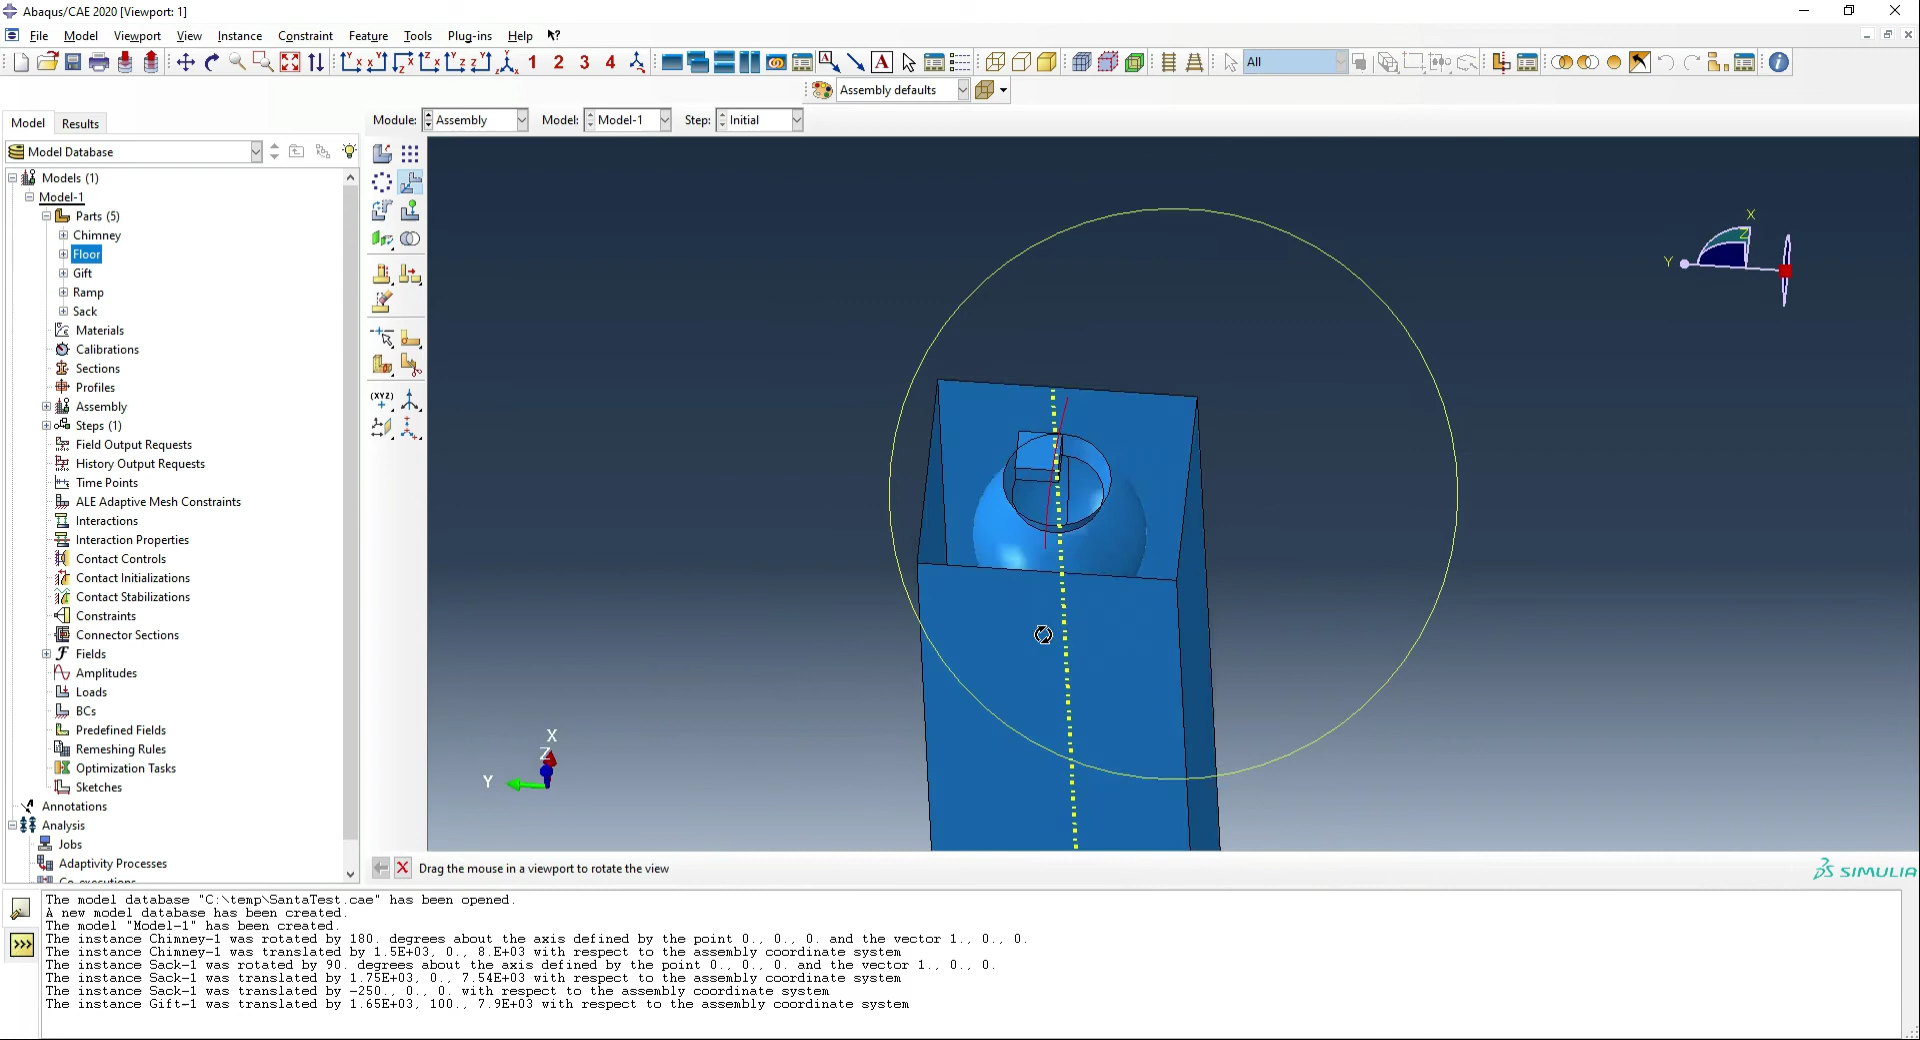 Abaqus/CAE 2020 [Viewport: 1]
File Model Viewport View Instance Constraint Feature Tools Plug-ins Help
1 2 3 4
All
Assembly defaults
Model Results
Module: Assembly Model: Model-1 Step: Initial
Model Database
Models (1)
Model-1
Parts (5)
Chimney
Floor
Gift
Ramp
Sack
Materials
Calibrations
Sections
Profiles
Assembly
Steps (1)
Field Output Requests
History Output Requests
Time Points
ALE Adaptive Mesh Constraints
Interactions
Interaction Properties
Contact Controls
Contact Initializations
Contact Stabilizations
Constraints
Connector Sections
Fields
Amplitudes
Loads
BCs
Predefined Fields
Remeshing Rules
Optimization Tasks
Sketches
Annotations
Analysis
Jobs
Adaptivity Processes
Co-executions
(XYZ)
X
Y
Z
X
Z
Y
Drag the mouse in a viewport to rotate the view
SIMULIA
The model database "C:\temp\SantaTest.cae" has been opened.
A new model database has been created.
The model "Model-1" has been created.
The instance Chimney-1 was rotated by 180. degrees about the axis defined by the point 0., 0., 0. and the vector 1., 0., 0.
The instance Chimney-1 was translated by 1.5E+03, 0., 8.E+03 with respect to the assembly coordinate system
The instance Sack-1 was rotated by 90. degrees about the axis defined by the point 0., 0., 0. and the vector 1., 0., 0.
The instance Sack-1 was translated by 1.75E+03, 0., 7.54E+03 with respect to the assembly coordinate system
The instance Sack-1 was translated by -250., 0., 0. with respect to the assembly coordinate system
The instance Gift-1 was translated by 1.65E+03, 100., 7.9E+03 with respect to the assembly coordinate system